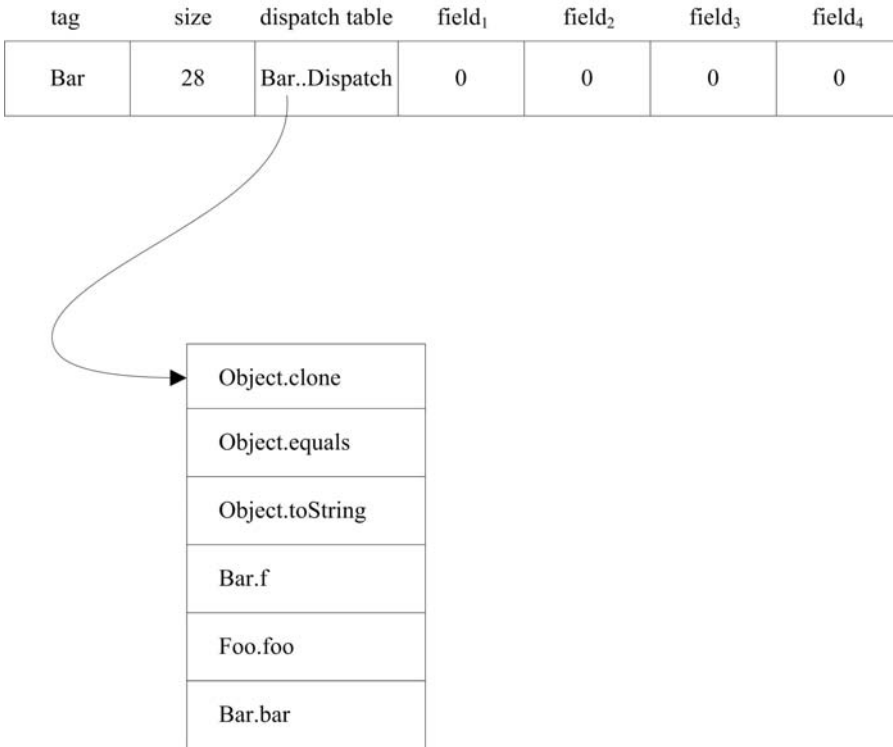 tag size dispatch table field₁ field₂ field₃ field₄
Bar 28 Bar..Dispatch 0 0 0 0
Object.clone
Object.equals
Object.toString
Bar.f
Foo.foo
Bar.bar